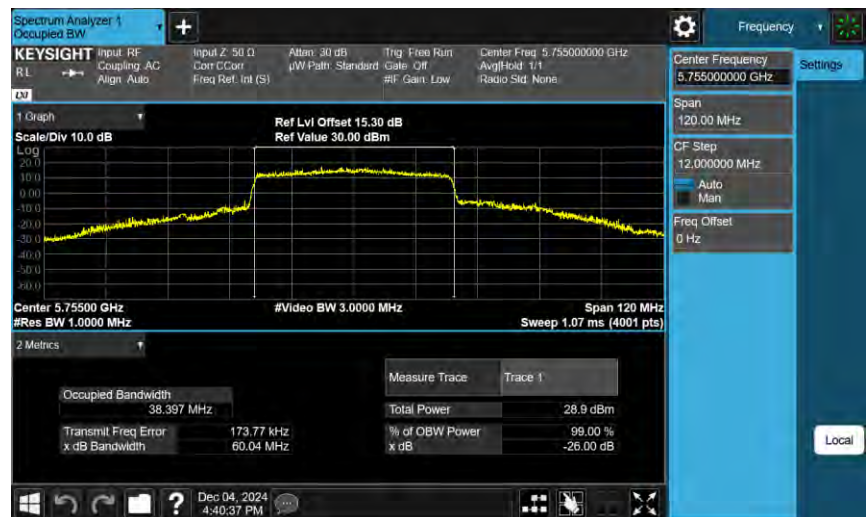 Spectrum Analyzer 1
Occupied BW
+
Frequency
KEYSIGHT
RL
LXI
Input: RF
Coupling: AC
Align: Auto
Input Z: 50 Ω
Corr CCorr
Freq Ref: Int (S)
Atten: 30 dB
µW Path: Standard
Trig: Free Run
Gate: Off
#IF Gain: Low
Center Freq: 5.755000000 GHz
Avg|Hold: 1/1
Radio Std: None
Center Frequency
5.755000000 GHz
Settings
Span
120.00 MHz
CF Step
12.000000 MHz
Auto
Man
Freq Offset
0 Hz
Local
1 Graph
Scale/Div 10.0 dB
Ref Lvl Offset 15.30 dB
Ref Value 30.00 dBm
Log
20.0
10.0
0.00
-10.0
-20.0
-30.0
-40.0
-50.0
-60.0
Center 5.75500 GHz
#Video BW 3.0000 MHz
Span 120 MHz
#Res BW 1.0000 MHz
Sweep 1.07 ms (4001 pts)
2 Metrics
Measure Trace
Trace 1
Occupied Bandwidth
38.397 MHz
Total Power
28.9 dBm
Transmit Freq Error
173.77 kHz
% of OBW Power
99.00 %
x dB Bandwidth
60.04 MHz
x dB
-26.00 dB
?
Dec 04, 2024
4:40:37 PM